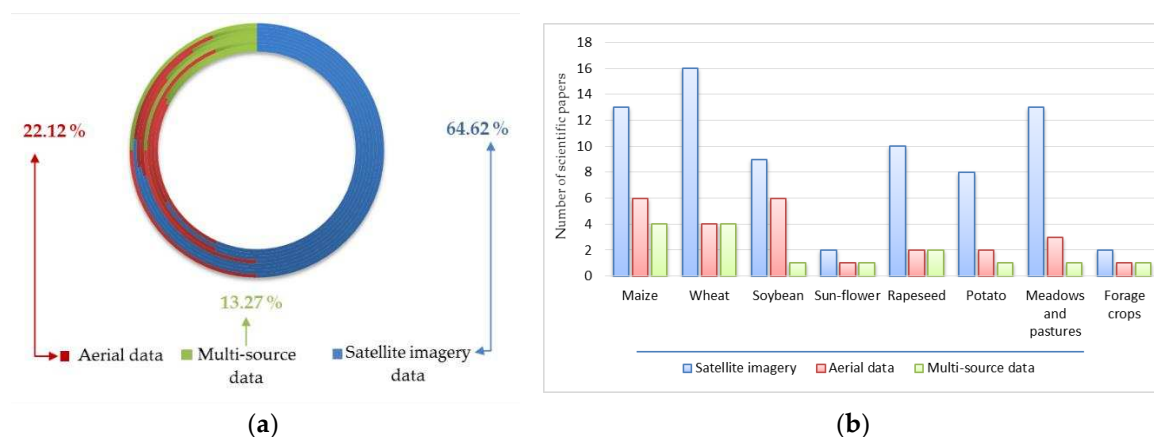 22.12 %
64.62 %
13.27 %
Aerial data
Multi-source
data
Satellite imagery
data
(a)
Number of scientific papers
18
16
14
12
10
8
6
4
2
0
Maize
Wheat
Soybean
Sun-flower
Rapeseed
Potato
Meadows
and
pastures
Forage
crops
Satellite imagery
Aerial data
Multi-source data
(b)